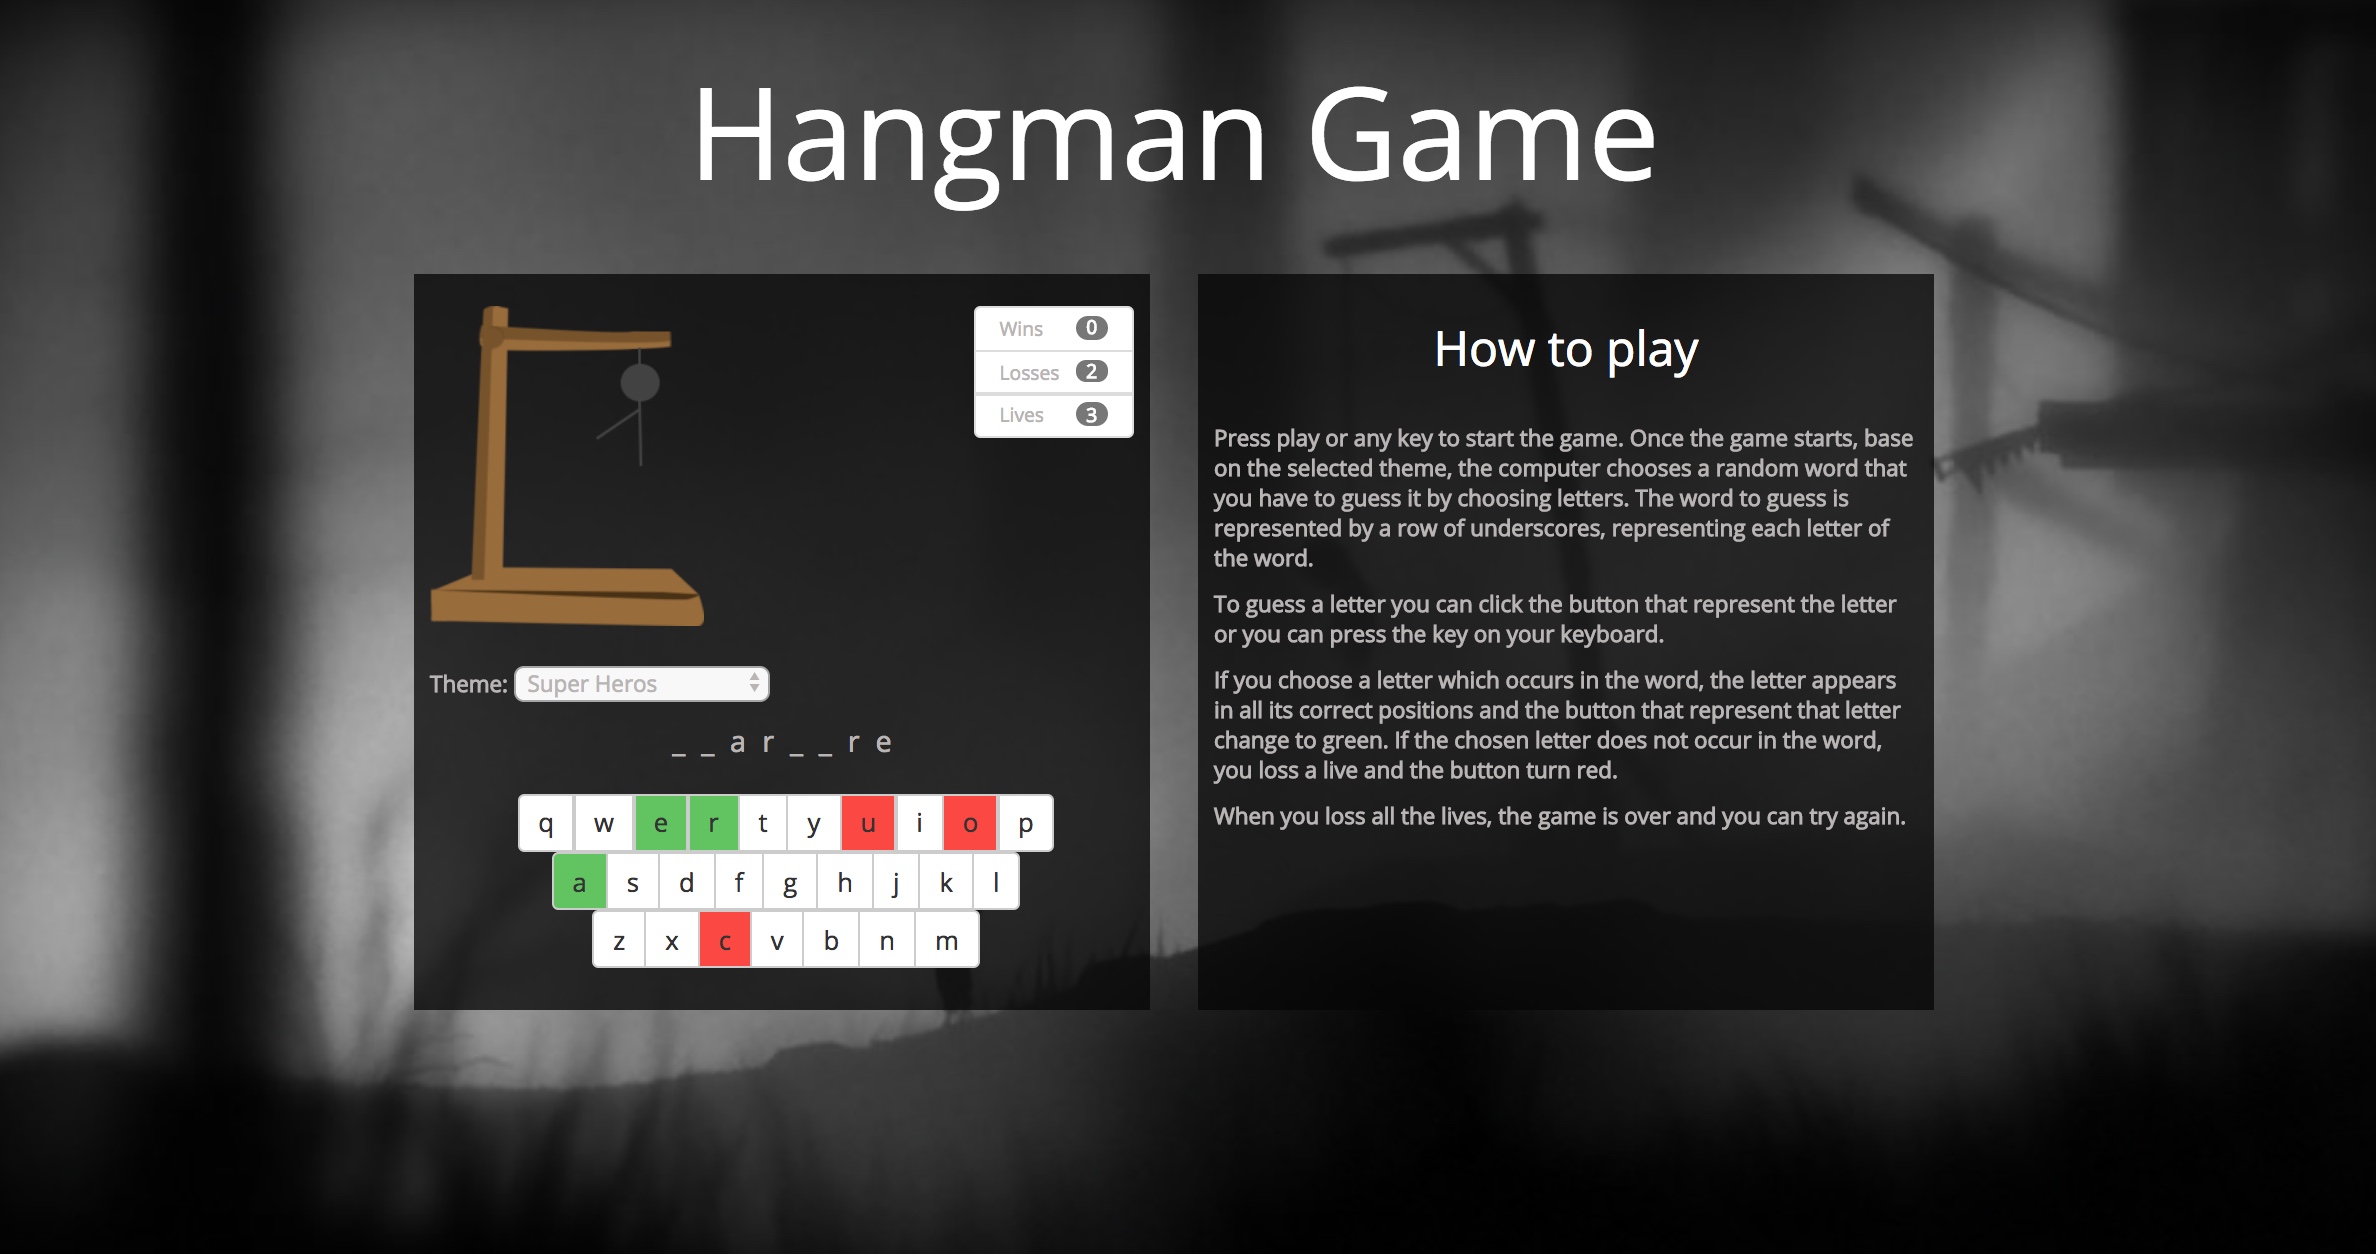 Hangman Game
Wins 0
Losses 2
Lives 3
Theme: Super Heros
_ _ a r _ _ r e
q w e r t y u i o p
a s d f g h j k l
z x c v b n m
How to play
Press play or any key to start the game. Once the game starts, base
on the selected theme, the computer chooses a random word that
you have to guess it by choosing letters. The word to guess is
represented by a row of underscores, representing each letter of
the word.
To guess a letter you can click the button that represent the letter
or you can press the key on your keyboard.
If you choose a letter which occurs in the word, the letter appears
in all its correct positions and the button that represent that letter
change to green. If the chosen letter does not occur in the word,
you loss a live and the button turn red.
When you loss all the lives, the game is over and you can try again.